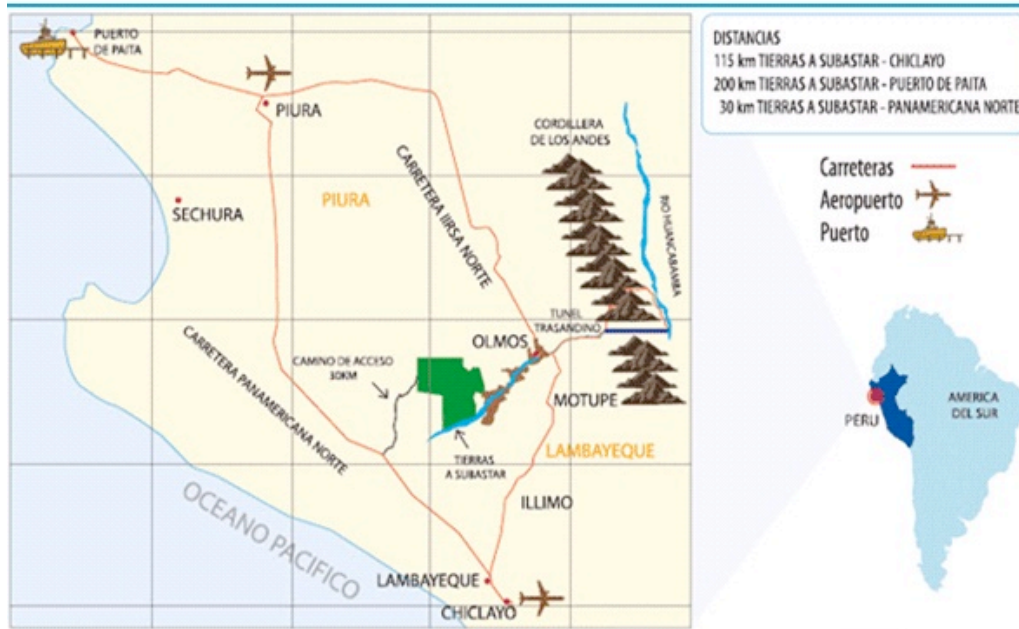 PUERTO
DE PAITA
PIURA
SECHURA
PIURA
CARRETERA IIRSA NORTE
CORDILLERA
DE LOS ANDES
RIO HUANCABAMBA
TUNEL
TRASANDINO
OLMOS
CAMINO DE ACCESO
30KM
CARRETERA PANAMERICANA NORTE
MOTUPE
LAMBAYEQUE
TIERRAS
A SUBASTAR
ILLIMO
OCEANO PACIFICO
LAMBAYEQUE
CHICLAYO
DISTANCIAS
115 km TIERRAS A SUBASTAR - CHICLAYO
200 km TIERRAS A SUBASTAR - PUERTO DE PAITA
30 km TIERRAS A SUBASTAR - PANAMERICANA NORTE
Carreteras
Aeropuerto
Puerto
PERU
AMERICA
DEL SUR